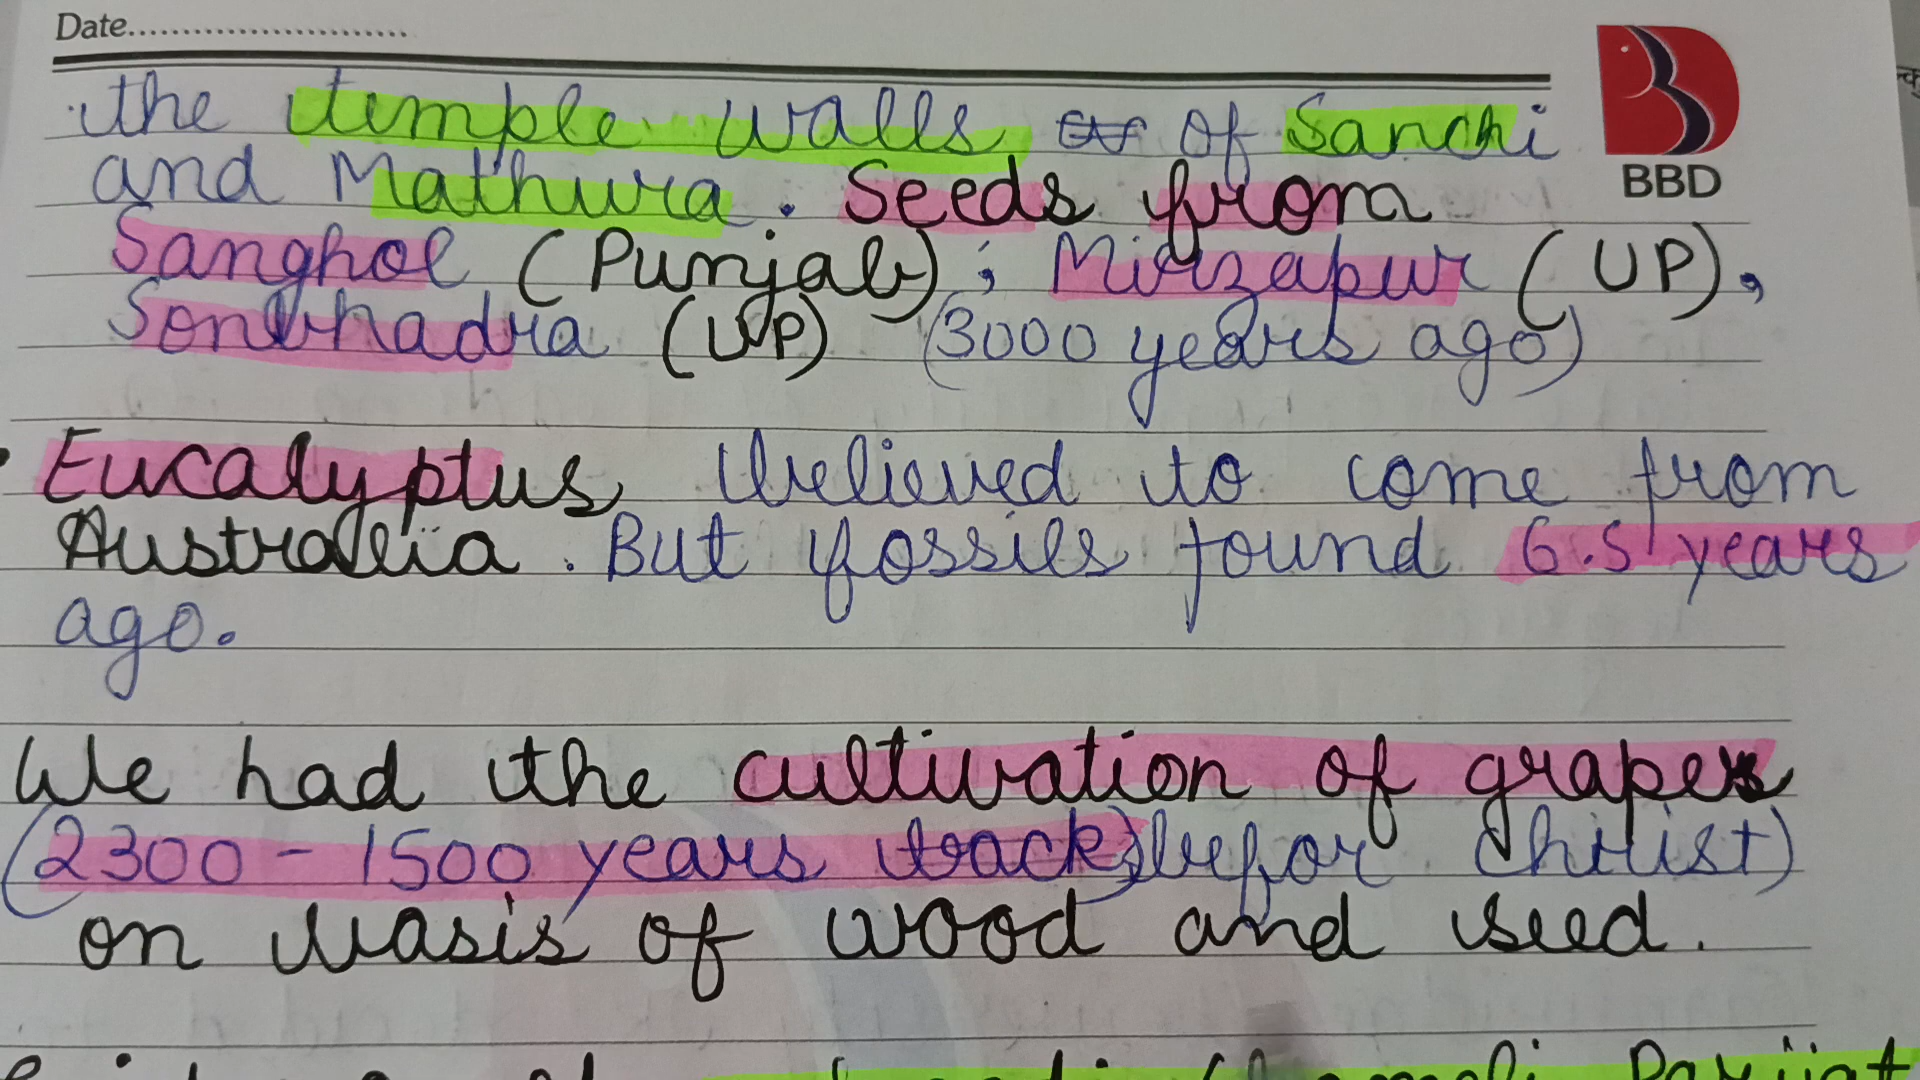 Date........................
BBD
the temple walls of Sanchi
and Mathura. Seeds from
Sanghol (Punjab); Mirzapur (UP),
Sonbhadra (UP) (3000 years ago)
• Eucalyptus believed to come from
Australia. But fossils found 6.5 years
ago.
We had the cultivation of grapes
(2300 - 1500 years back) befor Christ)
on basis of wood and seed.
Parijat